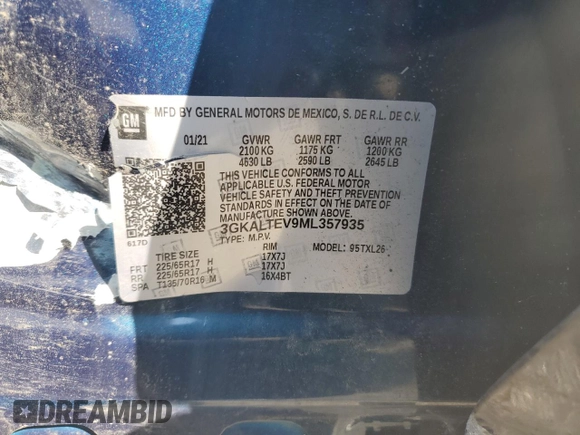 GM
MFD BY GENERAL MOTORS DE MEXICO, S. DE R.L. DE C.V.
01/21 GVWR GAWR FRT GAWR RR
2100 KG 1175 KG 1200 KG
4630 LB 2590 LB 2645 LB
THIS VEHICLE CONFORMS TO ALL
APPLICABLE U.S. FEDERAL MOTOR
VEHICLE SAFETY AND THEFT PREVENTION
STANDARDS IN EFFECT ON THE DATE OF
MANUFACTURE SHOWN ABOVE.
3GKALTEV9ML357935
617D
TYPE: M.P.V. MODEL: 95TXL26
TIRE SIZE RIM
FRT 225/65R17 H 17X7J
RR 225/65R17 H 17X7J
SPA T135/70R16 M 16X4BT
DREAMBID